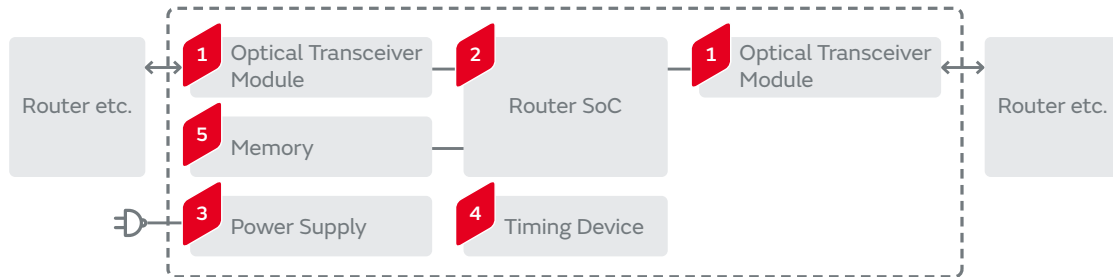 Router etc.
1
Optical Transceiver
Module
2
Router SoC
1
Optical Transceiver
Module
Router etc.
5
Memory
3
Power Supply
4
Timing Device